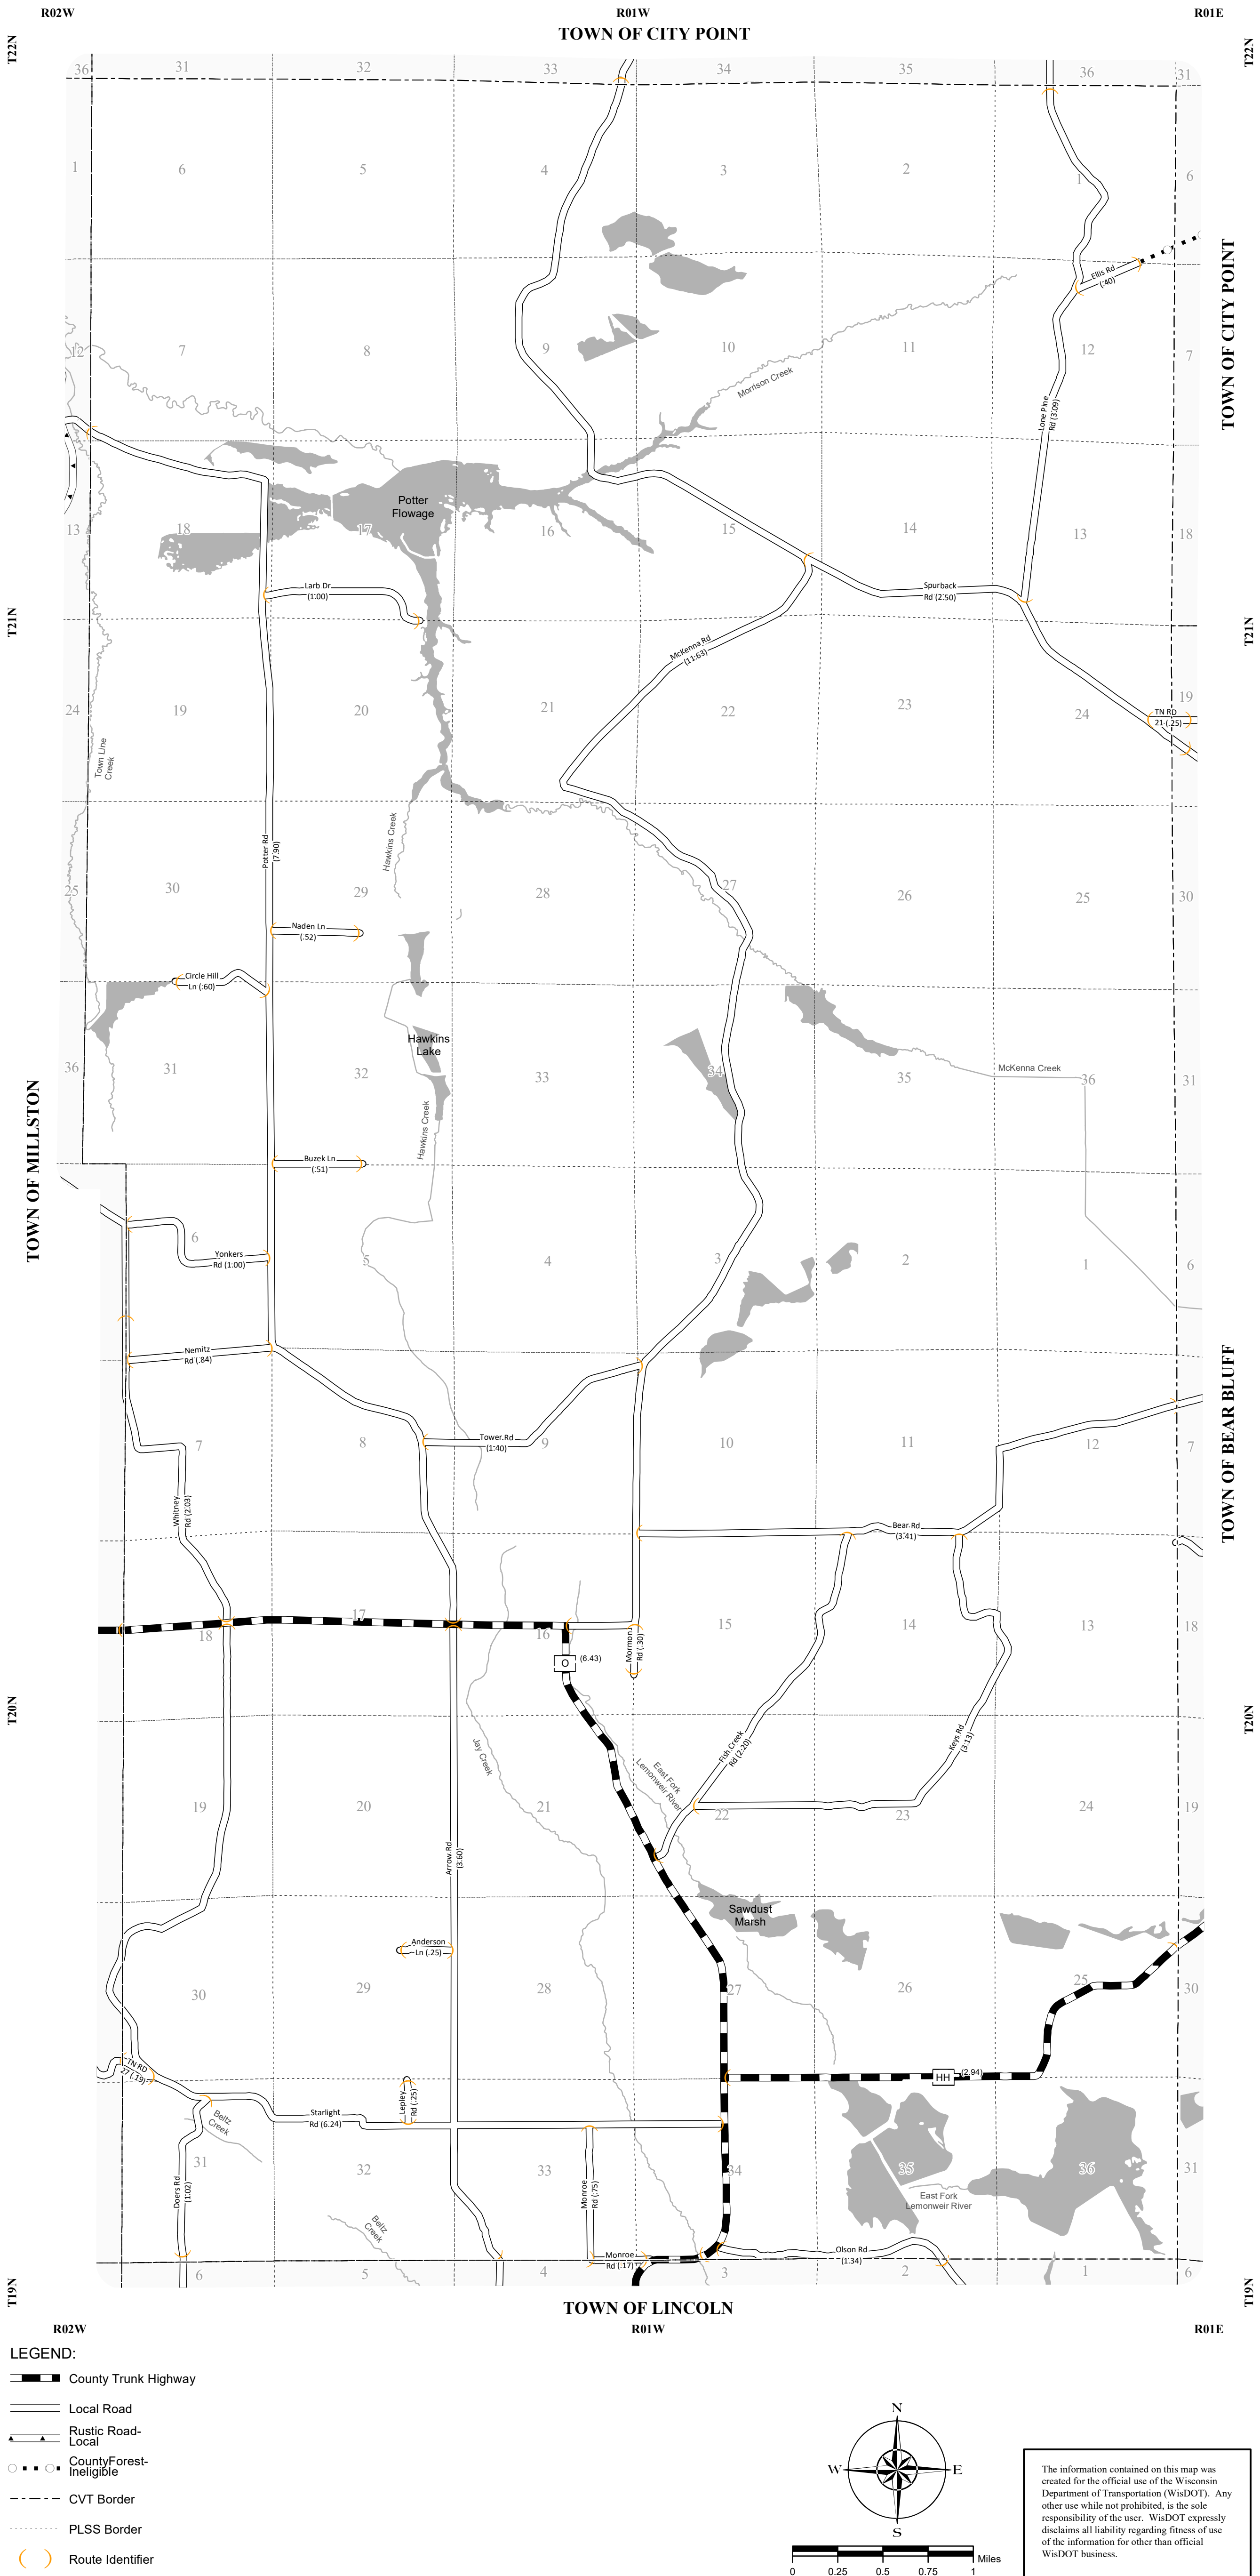 R02W R01W R01E
TOWN OF CITY POINT
T22N T22N
36 31 32 33 34 35 36 31
1 6 5 4 3 2 1 6
Ellis Rd
(.40)
TOWN OF CITY POINT
12 7 8 9 10 11 12 7
Morrison Creek
Lone Pine
Rd (3.09)
Potter
Flowage
13 18 17 16 15 14 13 18
Larb Dr
(1.00)
Spurback
Rd (2.50)
T21N T21N
McKenna Rd
(11.63)
24 19 20 21 22 23 24 19
TN RD
21 (.25)
Town Line
Creek
Hawkins Creek
Potter Rd
(7.90)
25 30 29 28 27 26 25 30
Naden Ln
(.52)
Circle Hill
Ln (.60)
Hawkins
Lake
36 31 32 33 34 35 36 31
McKenna Creek
Hawkins Creek
TOWN OF MILLSTON
Buzek Ln
(.51)
6 5 4 3 2 1 6
Yonkers
Rd (1.00)
Nemitz
Rd (.84)
TOWN OF BEAR BLUFF
7 8 9 10 11 12 7
Tower Rd
(1.40)
Whitney
Rd (2.03)
Bear Rd
(3.41)
18 17 16 15 14 13 18
Mormon
Rd (.30)
O (6.43)
T20N T20N
Jay Creek
East Fork
Lemonweir River
Fish Creek
Rd (2.20)
Keys Rd
(3.13)
19 20 21 22 23 24 19
Arrow Rd
(3.60)
Sawdust
Marsh
Anderson
Ln (.25)
30 29 28 27 26 25 30
TN RD
27 (.19)
HH (2.94)
Lepley
Rd (.25)
Starlight
Rd (6.24)
Beltz
Creek
31 32 33 34 35 36 31
Doers Rd
(1.02)
Monroe
Rd (.75)
East Fork
Lemonweir River
Beltz
Creek
Monroe
Rd (.17)
Olson Rd
(1.34)
6 5 4 3 2 1 6
T19N T19N
TOWN OF LINCOLN
R02W R01W R01E
LEGEND:
County Trunk Highway
Local Road
Rustic Road-
Local
CountyForest-
Ineligible
CVT Border
PLSS Border
Route Identifier
N
W E
S
Miles
0 0.25 0.5 0.75 1
The information contained on this map was
created for the official use of the Wisconsin
Department of Transportation (WisDOT). Any
other use while not prohibited, is the sole
responsibility of the user. WisDOT expressly
disclaims all liability regarding fitness of use
of the information for other than official
WisDOT business.